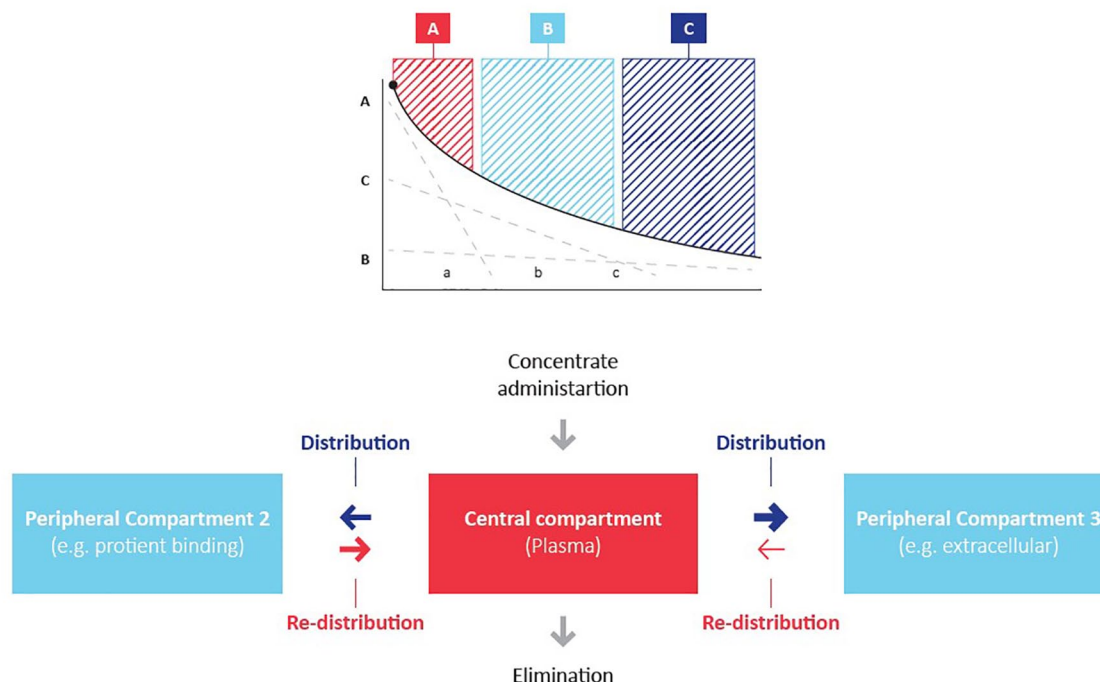 A B C
A
C
B
a b c
Concentrate
administartion
Distribution Distribution
Peripheral Compartment 2
(e.g. protient binding)
Central compartment
(Plasma)
Peripheral Compartment 3
(e.g. extracellular)
Re-distribution Re-distribution
Elimination